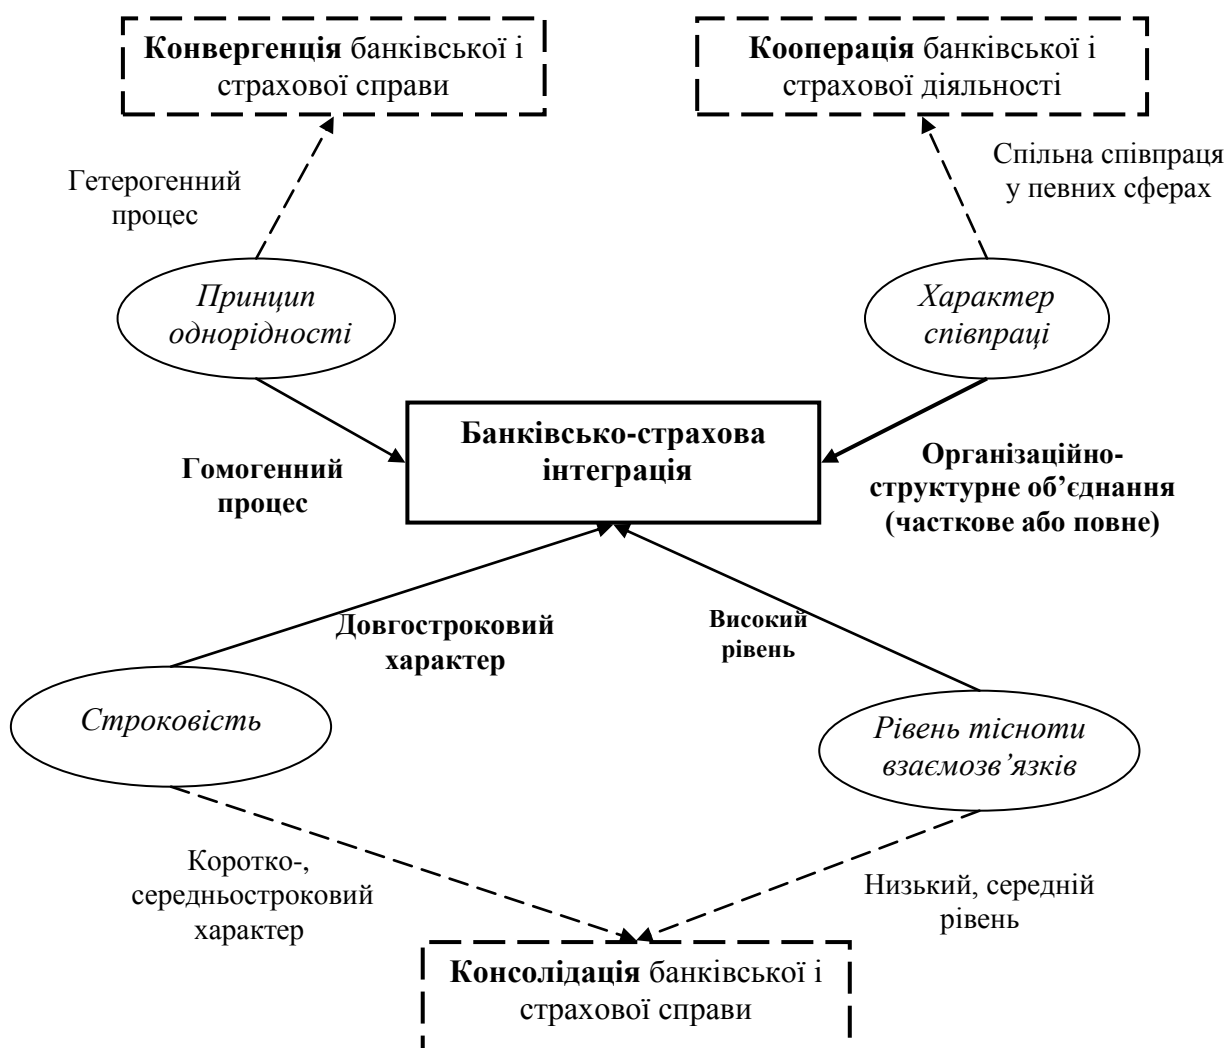 Конвергенція банківської і
страхової справи
Кооперація банківської і
страхової діяльності
Гетерогенний
процес
Спільна співпраця
у певних сферах
Принцип
однорідності
Характер
співпраці
Банківсько-страхова
інтеграція
Гомогенний
процес
Організаційно-
структурне об’єднання
(часткове або повне)
Довгостроковий
характер
Високий
рівень
Строковість
Рівень тісноти
взаємозв’язків
Коротко-,
середньостроковий
характер
Низький, середній
рівень
Консолідація банківської і
страхової справи